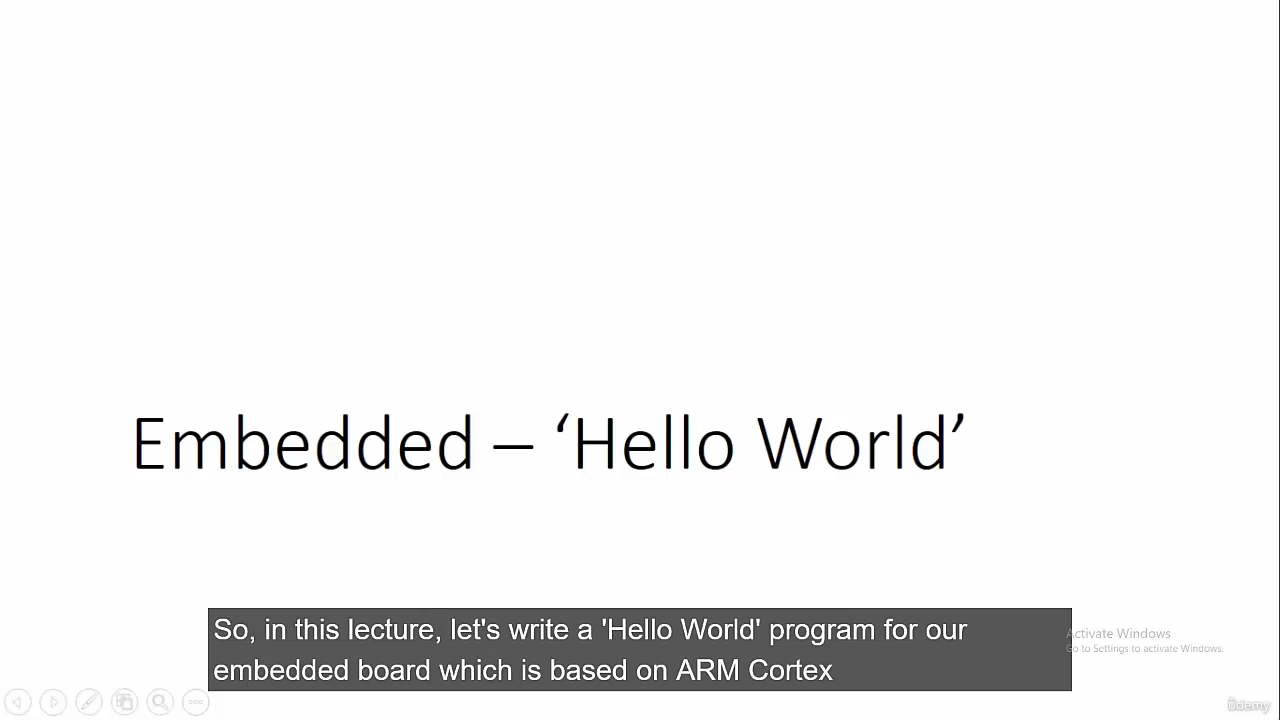 Embedded – ‘Hello World’
So, in this lecture, let's write a 'Hello World' program for our
embedded board which is based on ARM Cortex
Activate Windows
Go to Settings to activate Windows.
ûdemy